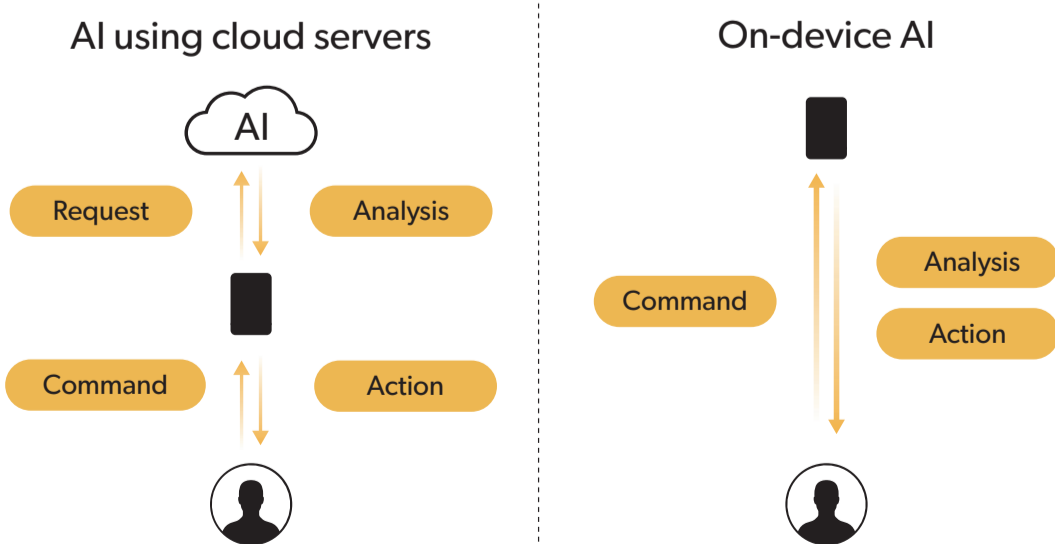 AI using cloud servers
AI
Request
Analysis
Command
Action
On-device AI
Command
Analysis
Action